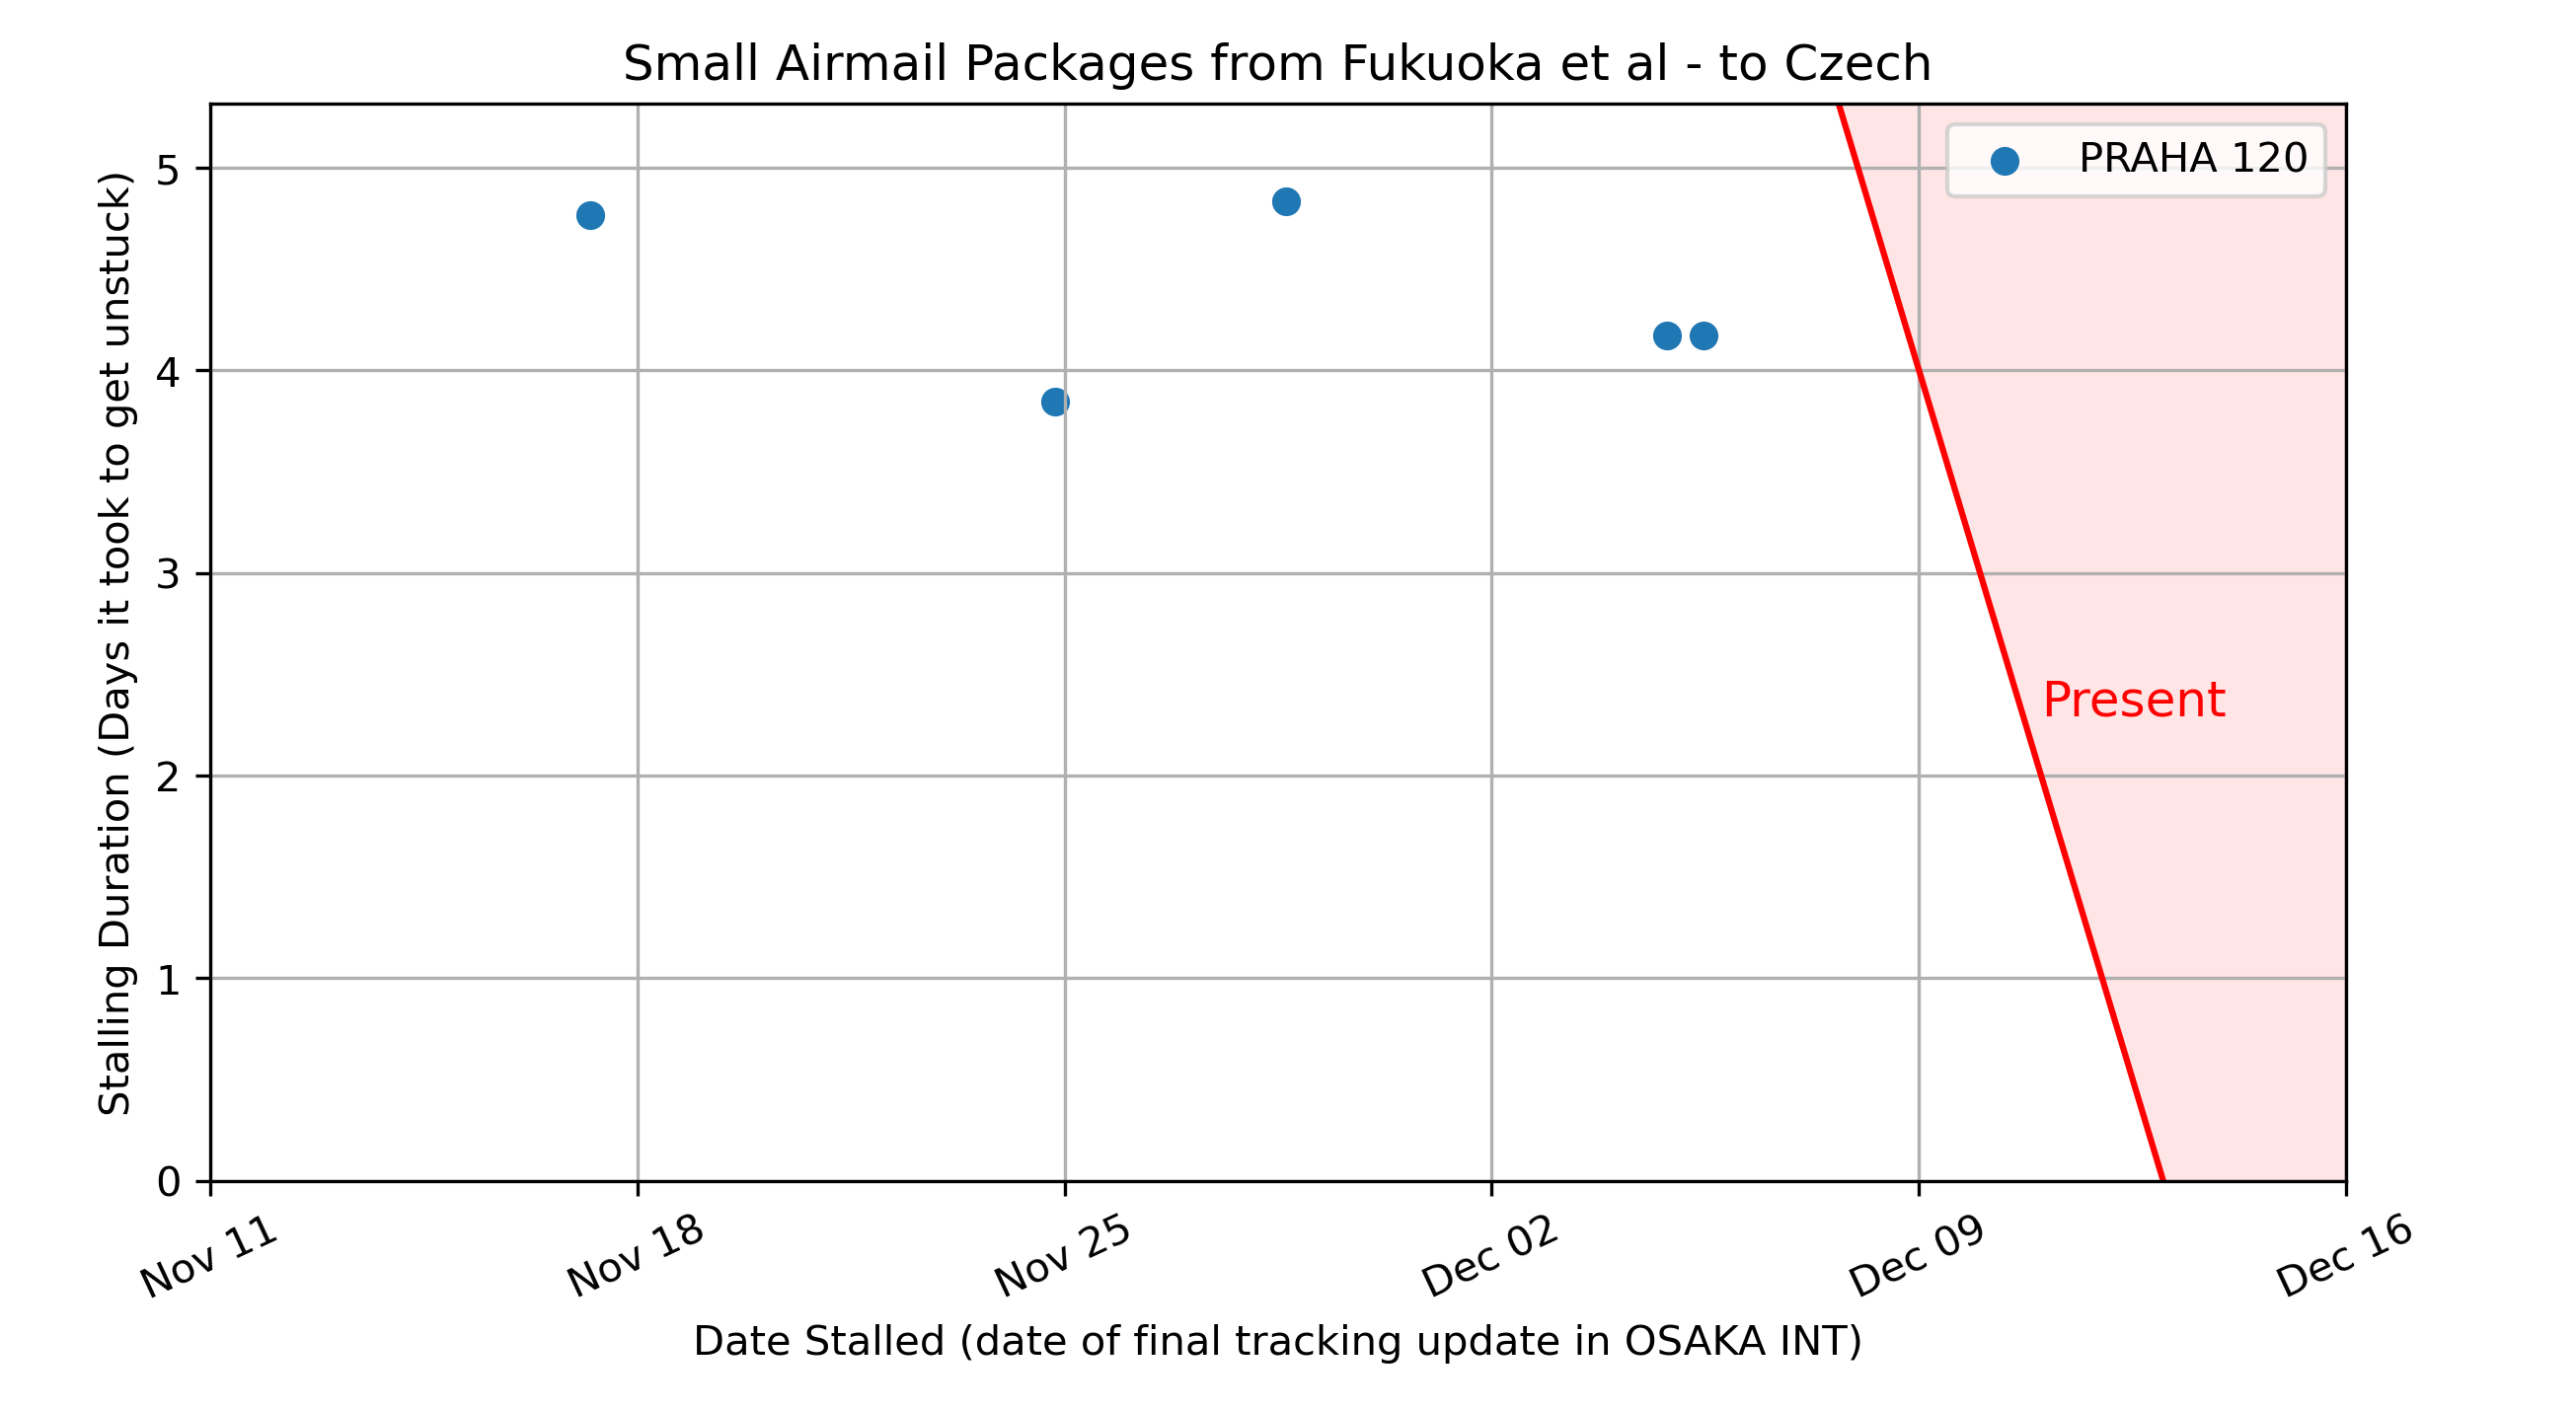 Small Airmail Packages from Fukuoka et al - to Czech
PRAHA 120
Stalling Duration (Days it took to get unstuck)
5
4
3
2
1
0
Present
Nov 11
Nov 18
Nov 25
Dec 02
Dec 09
Dec 16
Date Stalled (date of final tracking update in OSAKA INT)